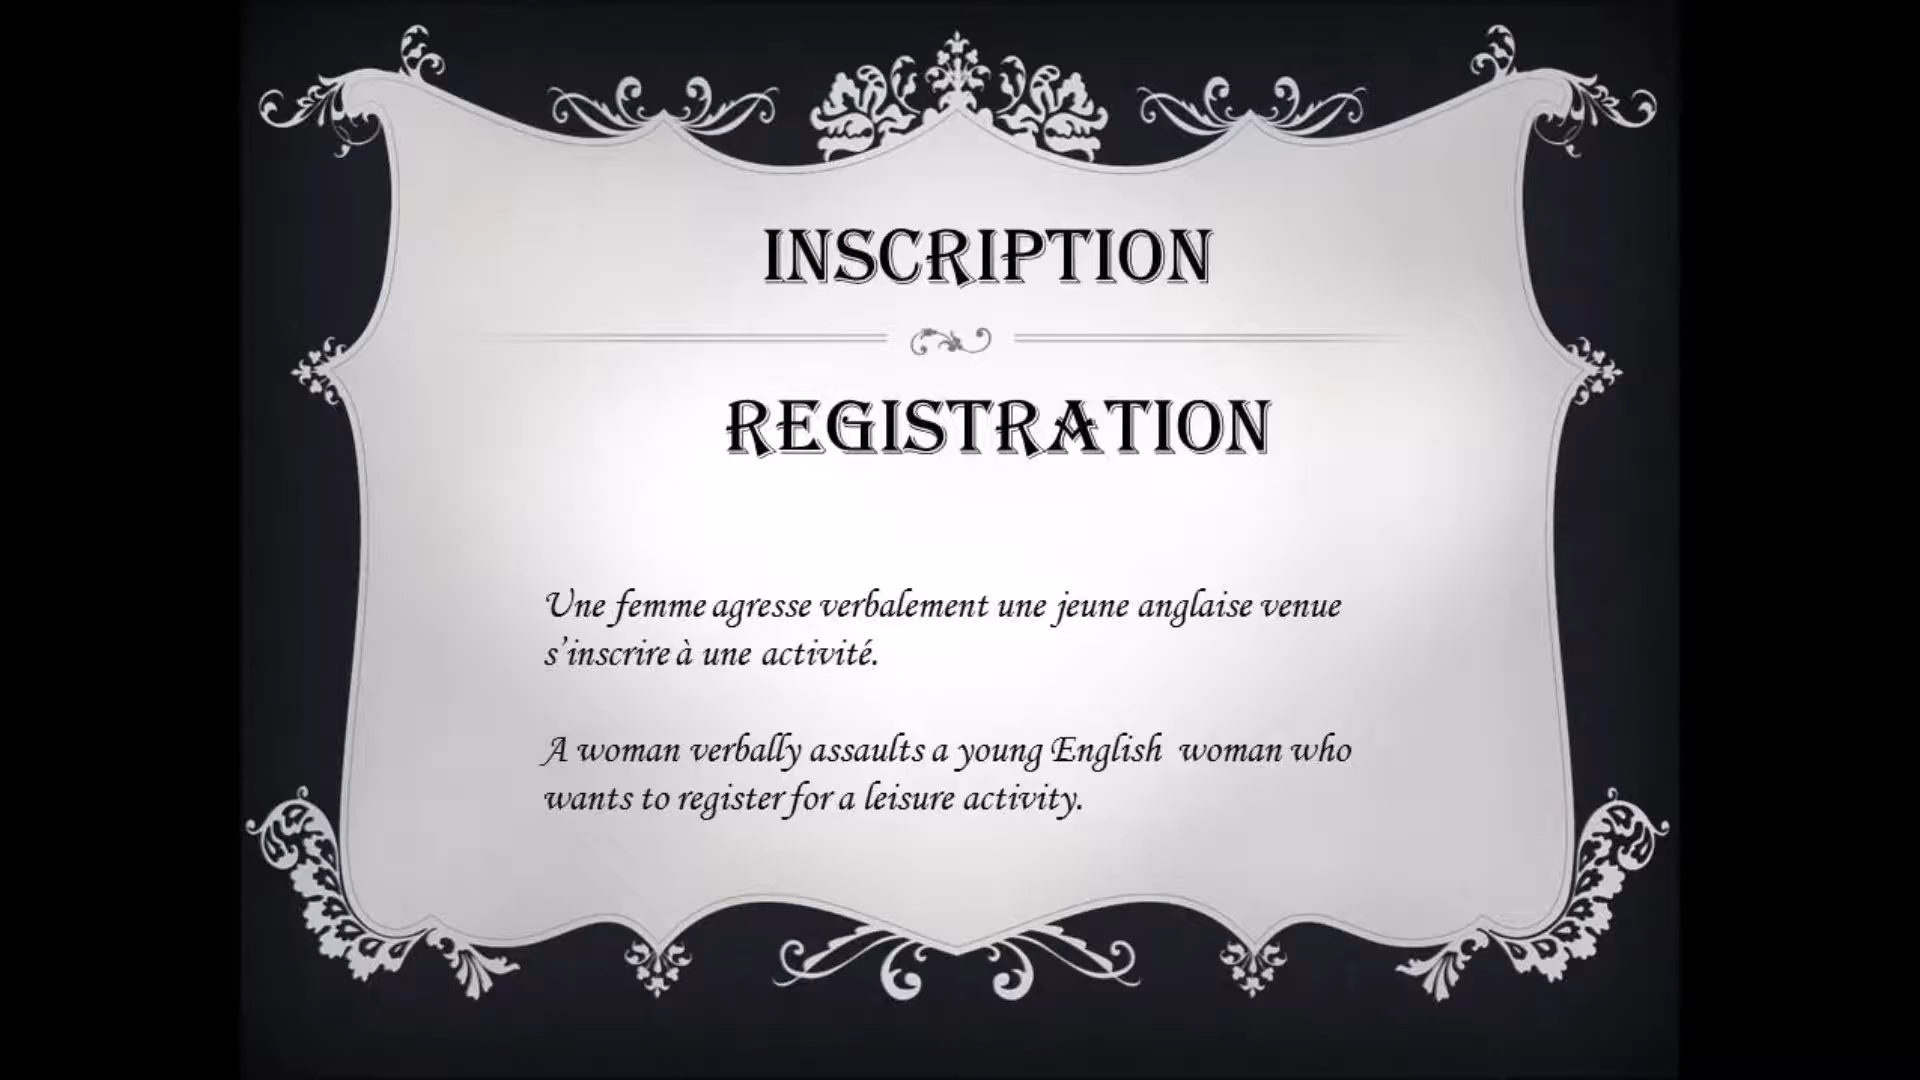 INSCRIPTION
REGISTRATION
Une femme agresse verbalement une jeune anglaise venue
s'inscrire à une activité.
A woman verbally assaults a young English woman who
wants to register for a leisure activity.